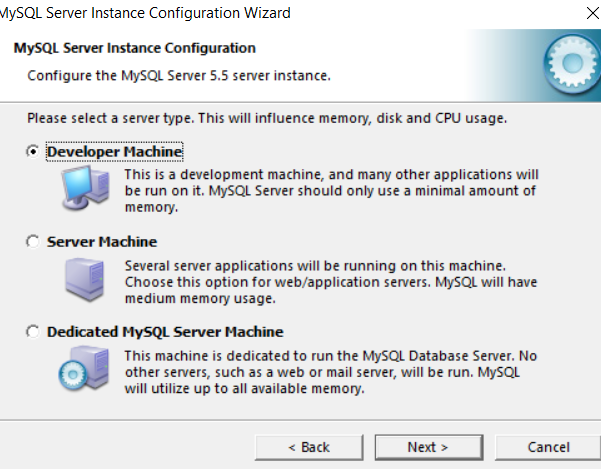 MySQL Server Instance Configuration Wizard
MySQL Server Instance Configuration
Configure the MySQL Server 5.5 server instance.
Please select a server type. This will influence memory, disk and CPU usage.
Developer Machine
This is a development machine, and many other applications will
be run on it. MySQL Server should only use a minimal amount of
memory.
Server Machine
Several server applications will be running on this machine.
Choose this option for web/application servers. MySQL will have
medium memory usage.
Dedicated MySQL Server Machine
This machine is dedicated to run the MySQL Database Server. No
other servers, such as a web or mail server, will be run. MySQL
will utilize up to all available memory.
< Back
Next >
Cancel